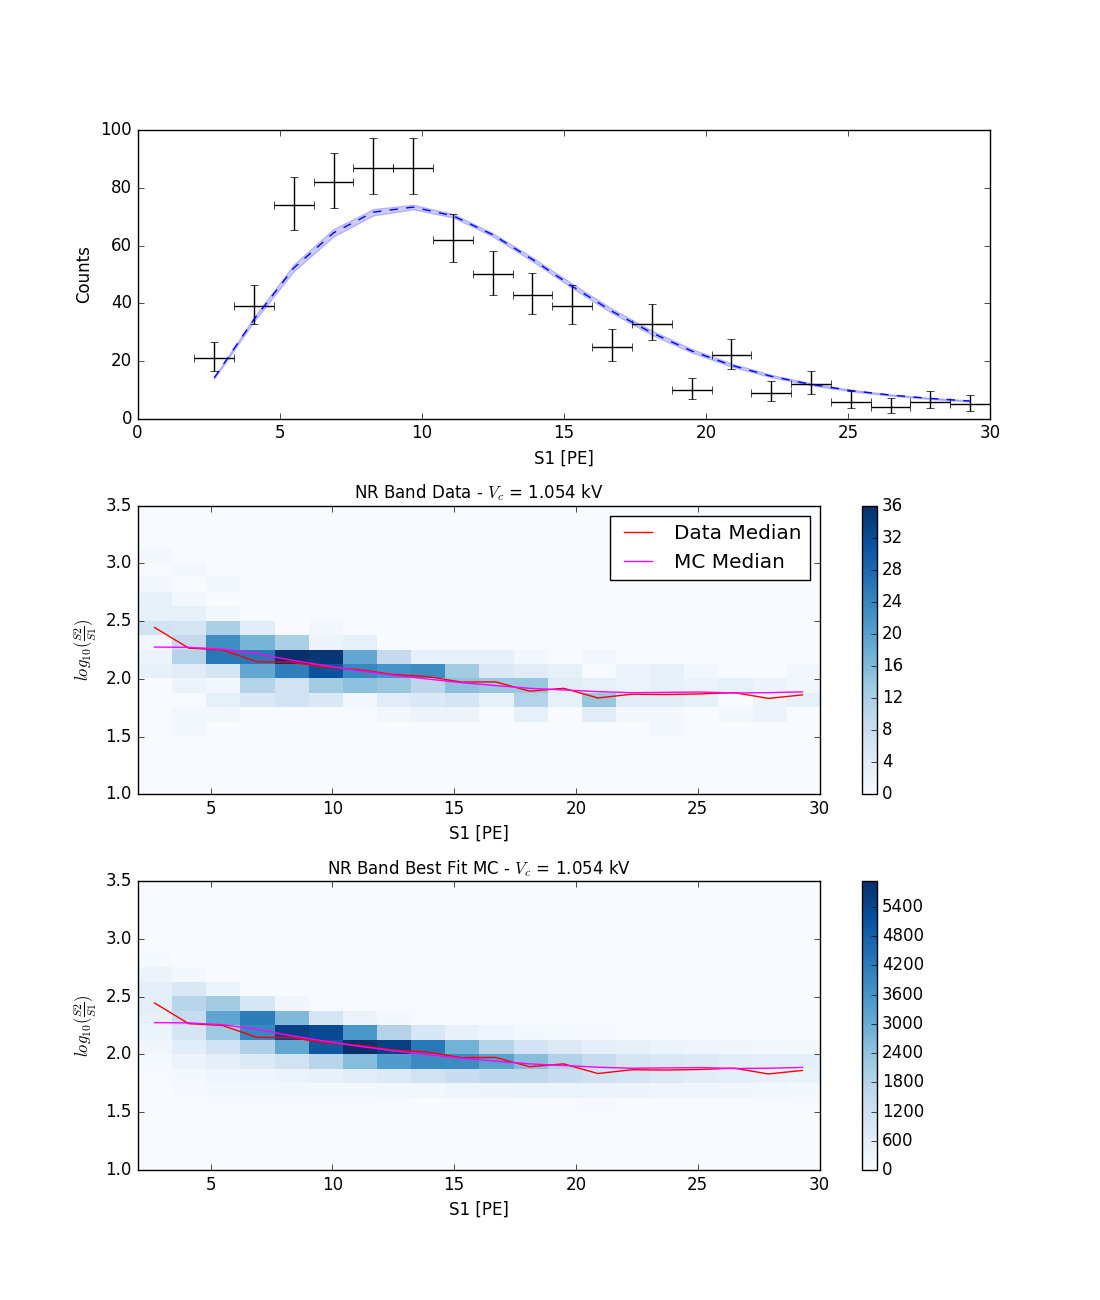 100
80
60
40
20
0
Counts
0 5 10 15 20 25 30
S1 [PE]
NR Band Data - V_c = 1.054 kV
3.5
3.0
2.5
2.0
1.5
1.0
log_10(S2/S1)
Data Median
MC Median
36
32
28
24
20
16
12
8
4
0
5 10 15 20 25 30
S1 [PE]
NR Band Best Fit MC - V_c = 1.054 kV
3.5
3.0
2.5
2.0
1.5
1.0
log_10(S2/S1)
5400
4800
4200
3600
3000
2400
1800
1200
600
0
5 10 15 20 25 30
S1 [PE]